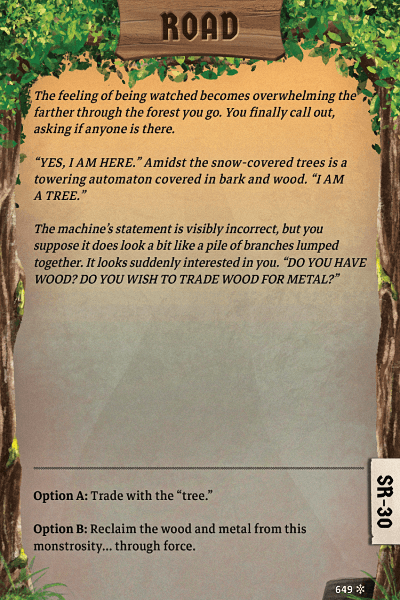 ROAD
The feeling of being watched becomes overwhelming the
farther through the forest you go. You finally call out,
asking if anyone is there.
“YES, I AM HERE.” Amidst the snow-covered trees is a
towering automaton covered in bark and wood. “I AM
A TREE.”
The machine’s statement is visibly incorrect, but you
suppose it does look a bit like a pile of branches lumped
together. It looks suddenly interested in you. “DO YOU HAVE
WOOD? DO YOU WISH TO TRADE WOOD FOR METAL?”
Option A: Trade with the “tree.”
Option B: Reclaim the wood and metal from this
monstrosity... through force.
SR-30
649